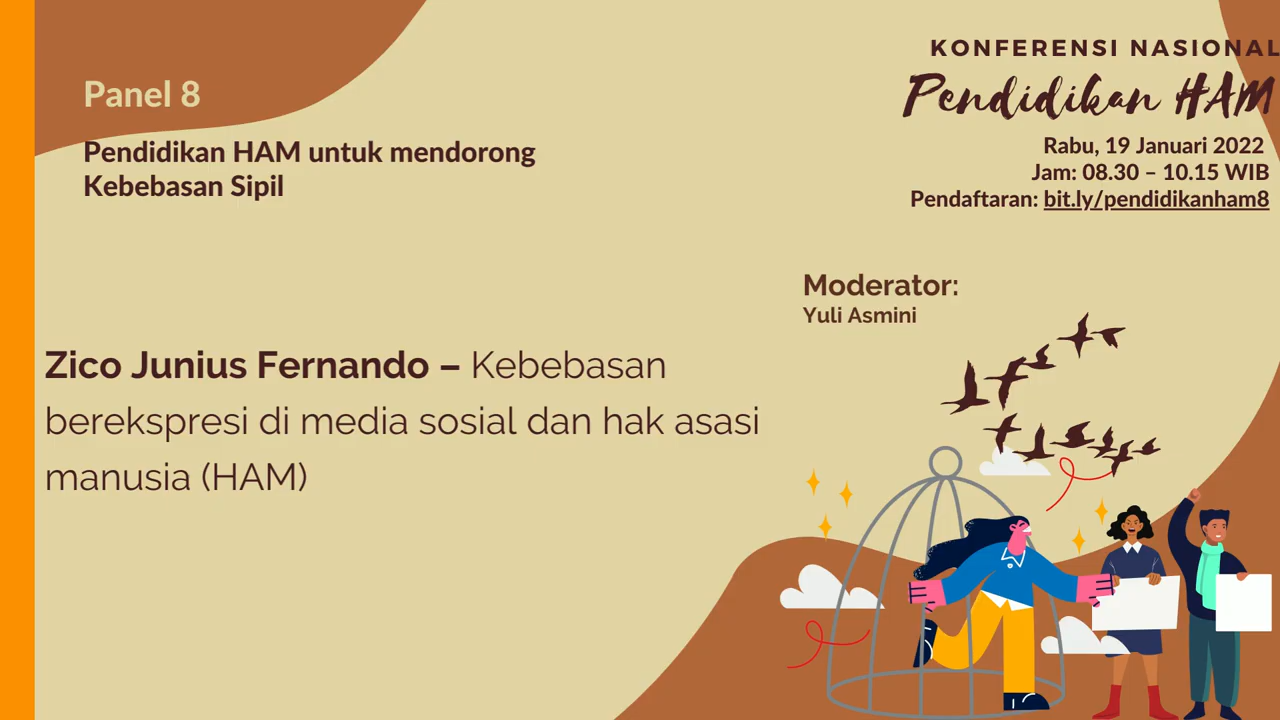 Panel 8
Pendidikan HAM untuk mendorong
Kebebasan Sipil
KONFERENSI NASIONAL
Pendidikan HAM
Rabu, 19 Januari 2022
Jam: 08.30 – 10.15 WIB
Pendaftaran: bit.ly/pendidikanham8
Moderator:
Yuli Asmini
Zico Junius Fernando – Kebebasan
berekspresi di media sosial dan hak asasi
manusia (HAM)